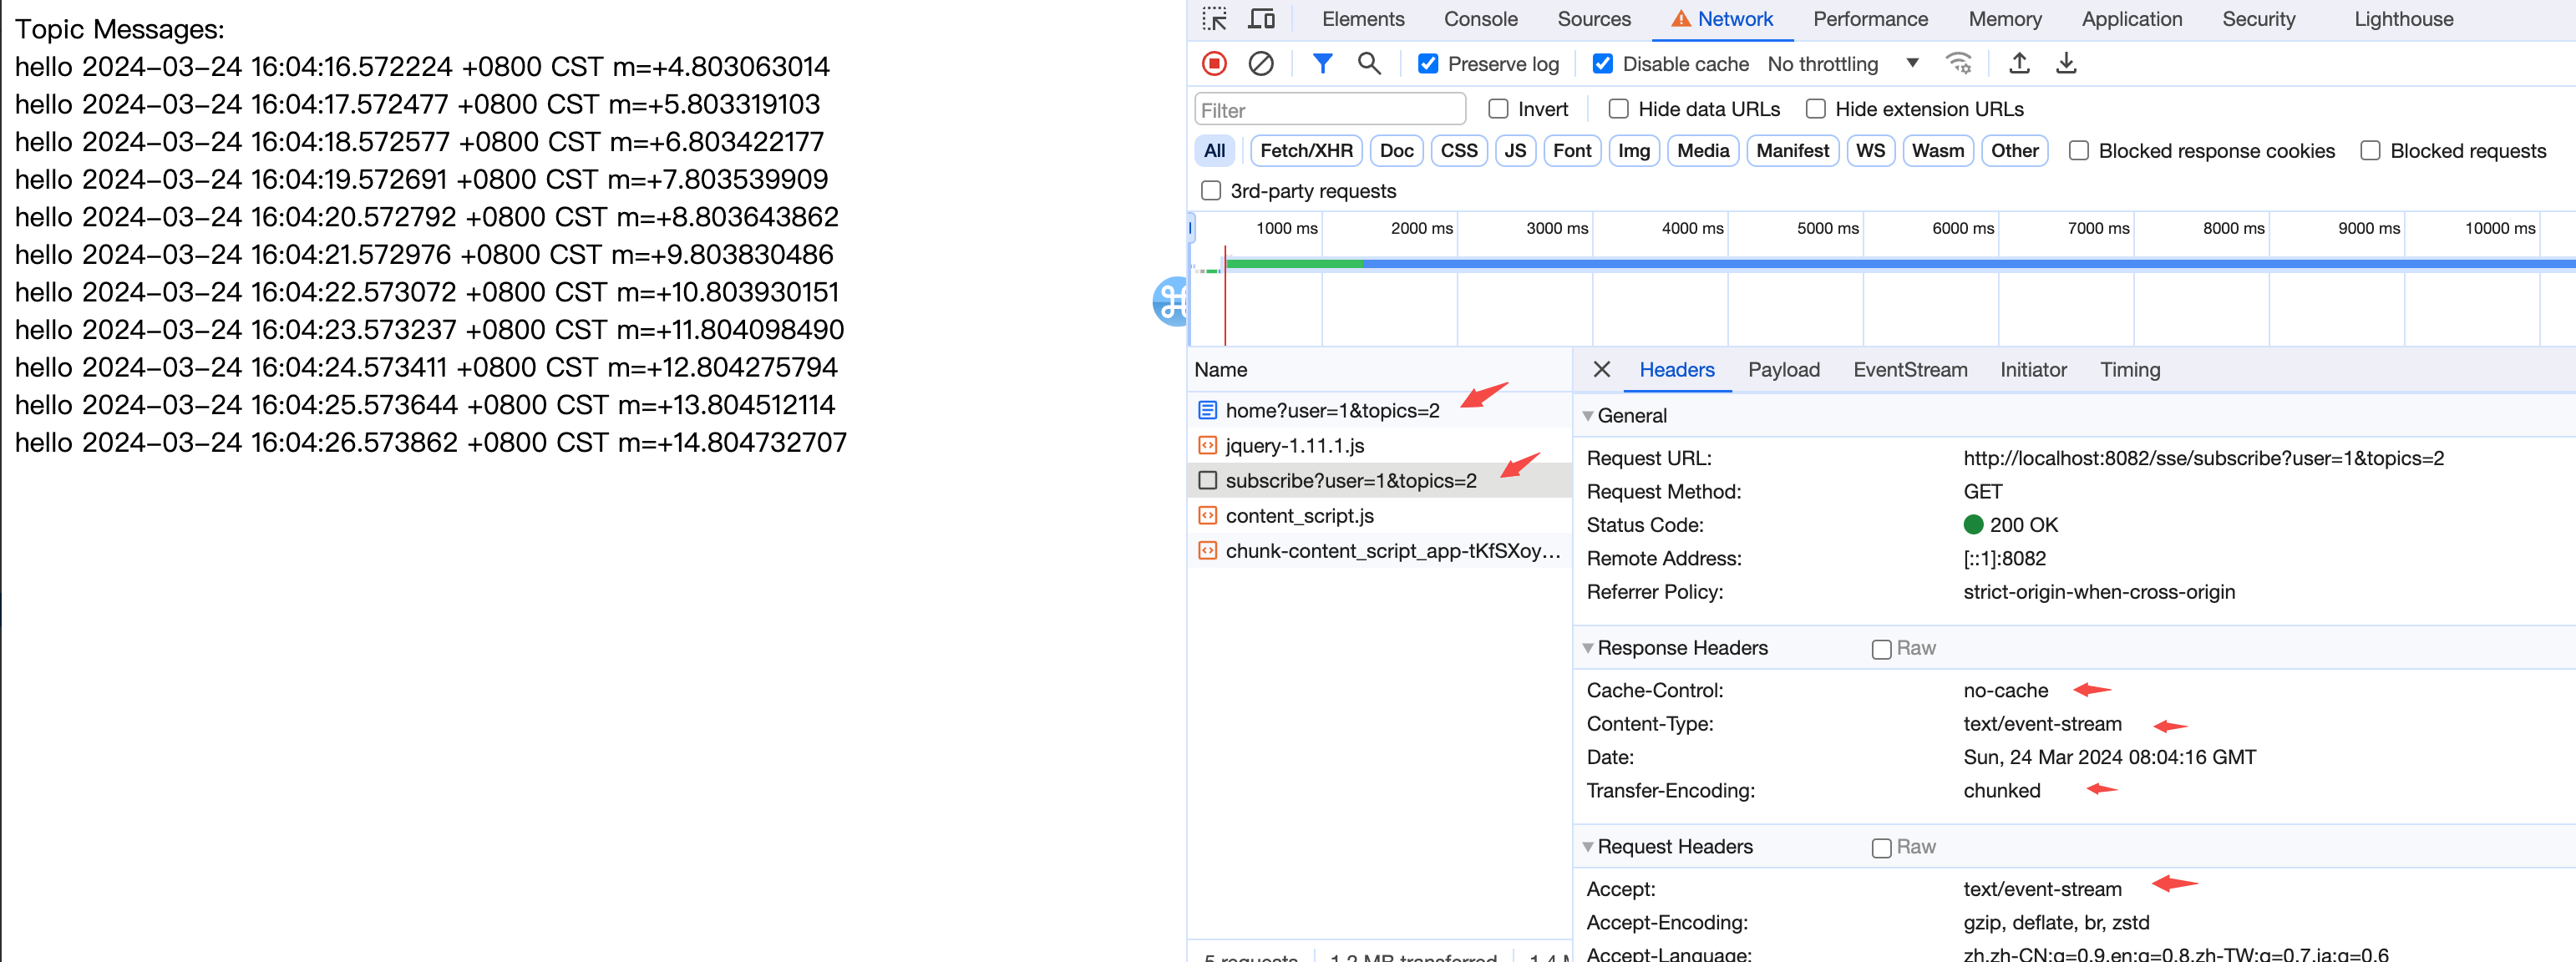 Topic Messages:
hello 2024-03-24 16:04:16.572224 +0800 CST m=+4.803063014
hello 2024-03-24 16:04:17.572477 +0800 CST m=+5.803319103
hello 2024-03-24 16:04:18.572577 +0800 CST m=+6.803422177
hello 2024-03-24 16:04:19.572691 +0800 CST m=+7.803539909
hello 2024-03-24 16:04:20.572792 +0800 CST m=+8.803643862
hello 2024-03-24 16:04:21.572976 +0800 CST m=+9.803830486
hello 2024-03-24 16:04:22.573072 +0800 CST m=+10.803930151
hello 2024-03-24 16:04:23.573237 +0800 CST m=+11.804098490
hello 2024-03-24 16:04:24.573411 +0800 CST m=+12.804275794
hello 2024-03-24 16:04:25.573644 +0800 CST m=+13.804512114
hello 2024-03-24 16:04:26.573862 +0800 CST m=+14.804732707
Elements Console Sources Network Performance Memory Application Security Lighthouse
Preserve log Disable cache No throttling
Filter Invert Hide data URLs Hide extension URLs
All Fetch/XHR Doc CSS JS Font Img Media Manifest WS Wasm Other Blocked response cookies Blocked requests
3rd-party requests
1000 ms 2000 ms 3000 ms 4000 ms 5000 ms 6000 ms 7000 ms 8000 ms 9000 ms 10000 ms
Name
home?user=1&topics=2
jquery-1.11.1.js
subscribe?user=1&topics=2
content_script.js
chunk-content_script_app-tKfSXoy...
5 requests 1.2 MB transferred 1.4 M
Headers Payload EventStream Initiator Timing
General
Request URL: http://localhost:8082/sse/subscribe?user=1&topics=2
Request Method: GET
Status Code: 200 OK
Remote Address: [::1]:8082
Referrer Policy: strict-origin-when-cross-origin
Response Headers Raw
Cache-Control: no-cache
Content-Type: text/event-stream
Date: Sun, 24 Mar 2024 08:04:16 GMT
Transfer-Encoding: chunked
Request Headers Raw
Accept: text/event-stream
Accept-Encoding: gzip, deflate, br, zstd
Accept-Language: zh,zh-CN;q=0.9,en;q=0.8,zh-TW;q=0.7,ja;q=0.6